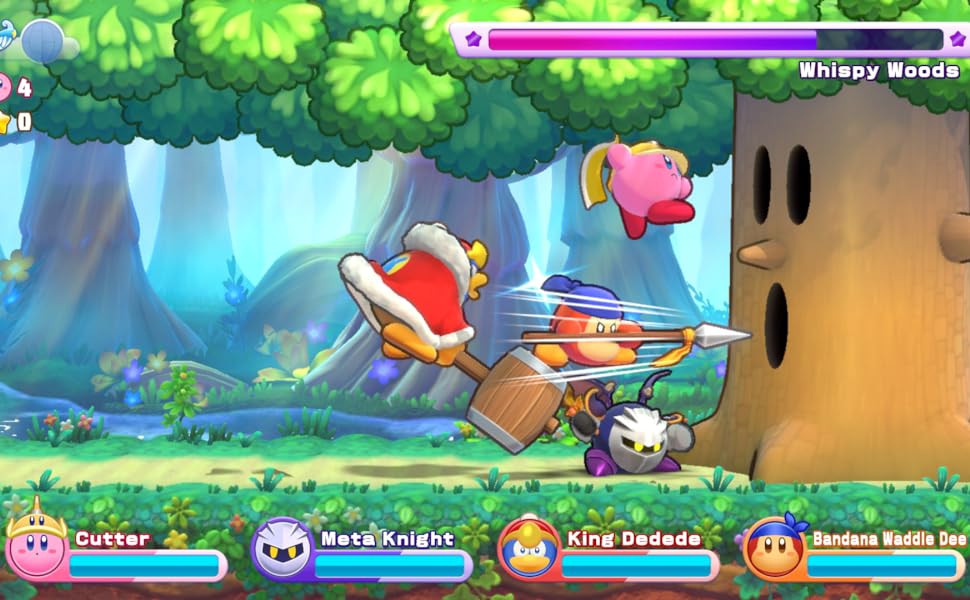 4
0
Whispy Woods
Cutter
Meta Knight
King Dedede
Bandana Waddle Dee